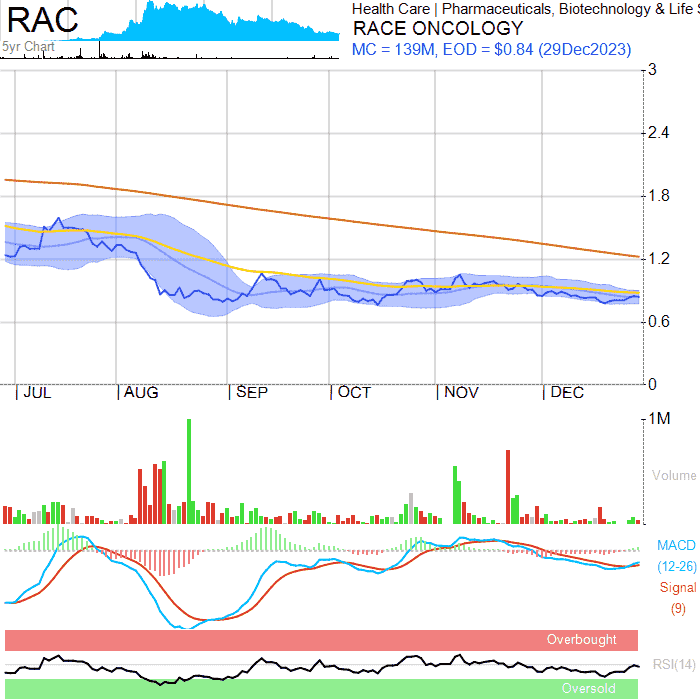 RAC
5yr Chart
Health Care | Pharmaceuticals, Biotechnology & Life S
RACE ONCOLOGY
MC = 139M, EOD = $0.84 (29Dec2023)
3
2.4
1.8
1.2
0.6
0
JUL AUG SEP OCT NOV DEC
1M
Volume
MACD
(12-26)
Signal
(9)
Overbought
RSI(14)
Oversold